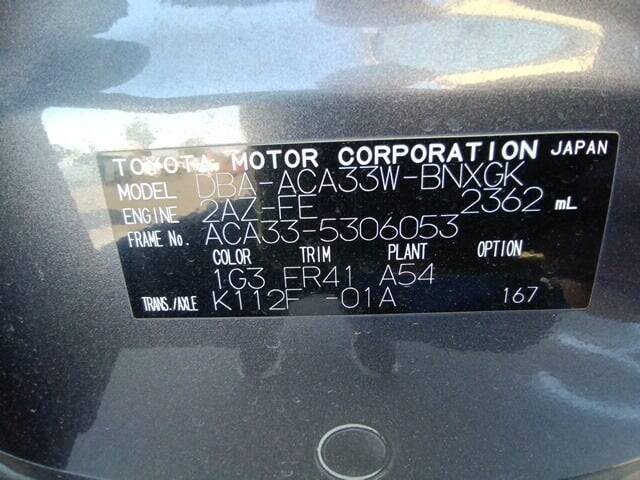 TOYOTA MOTOR CORPORATION JAPAN
MODEL DBA-ACA33W-BNXGK
ENGINE 2AZ-FE 2362 mL
FRAME No. ACA33-5306053
COLOR TRIM PLANT OPTION
1G3 FR41 A54
TRANS./AXLE K112F -01A 167